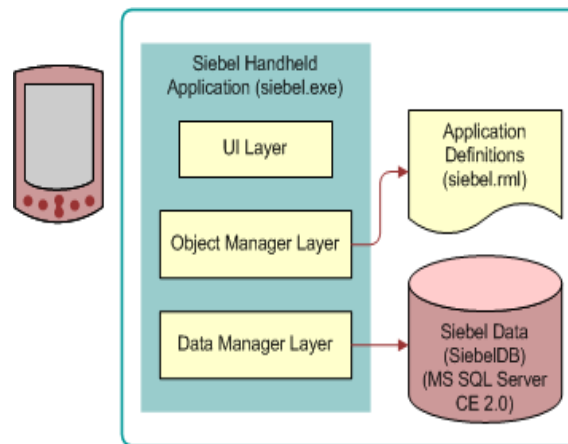 Siebel Handheld
Application (siebel.exe)
UI Layer
Object Manager Layer
Data Manager Layer
Application
Definitions
(siebel.rml)
Siebel Data
(SiebelDB)
(MS SQL Server
CE 2.0)